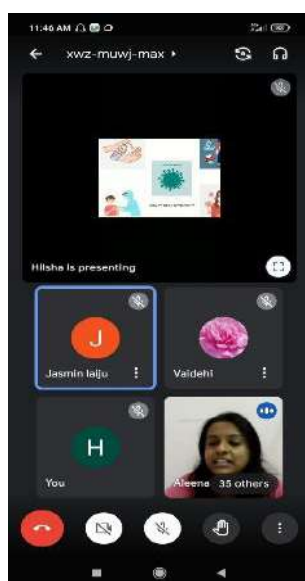 11:46 AM
xwz-muwj-max
Hilsha is presenting
J
Jasmin laiju
Vaidehi
H
You
Aleena
35 others